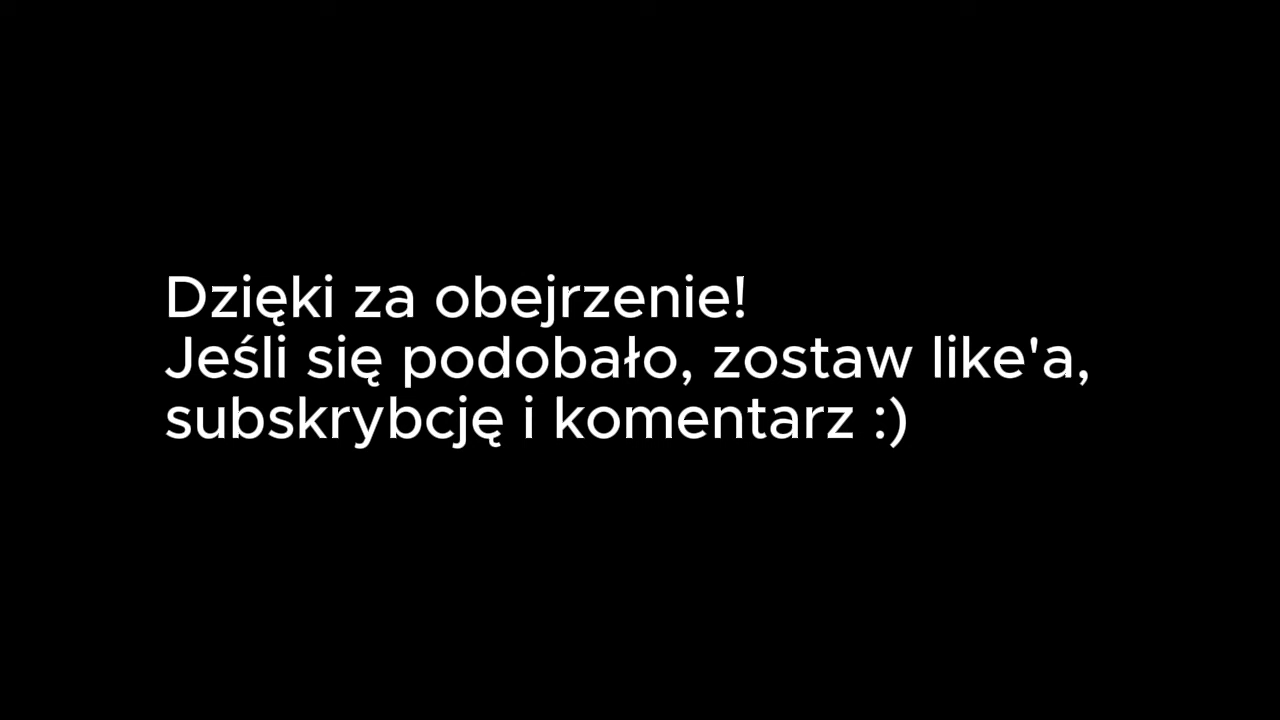 Dzięki za obejrzenie!
Jeśli się podobało, zostaw like'a,
subskrybcję i komentarz :)